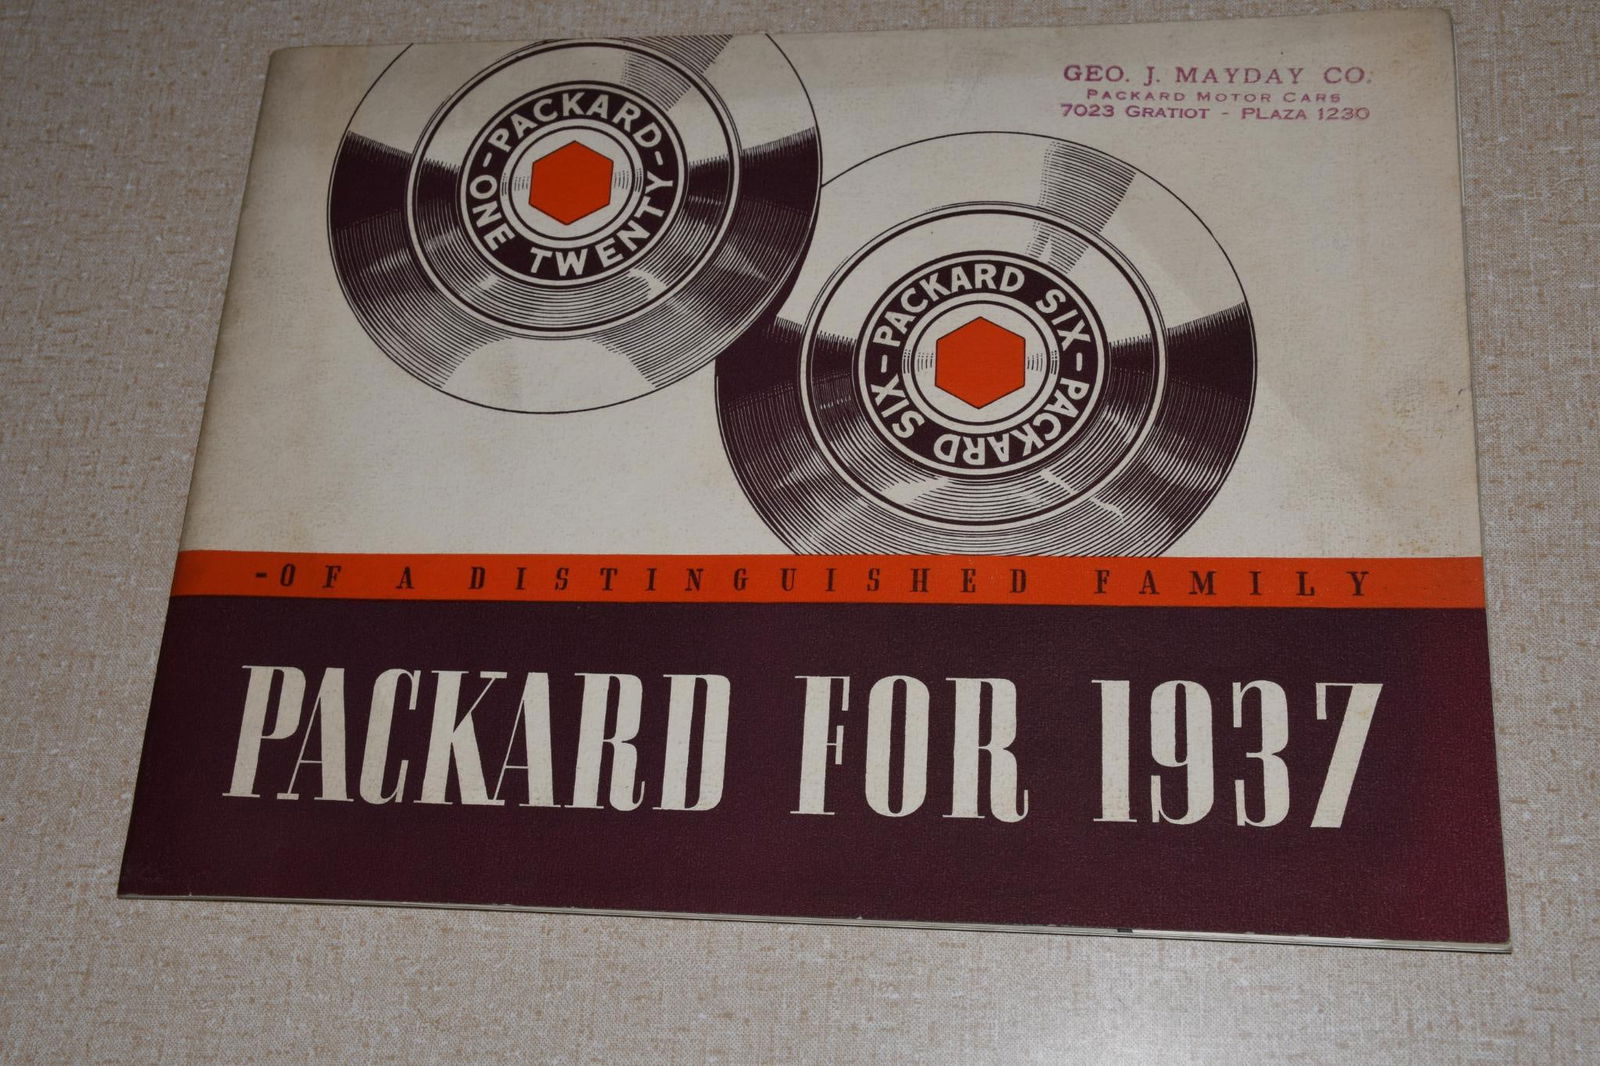 GEO. J. MAYDAY CO.
PACKARD MOTOR CARS
7023 GRATIOT - PLAZA 1230
-PACKARD-
ONE TWENTY
PACKARD SIX-
PACKARD SIX-
-OF A DISTINGUISHED FAMILY
PACKARD FOR 1937